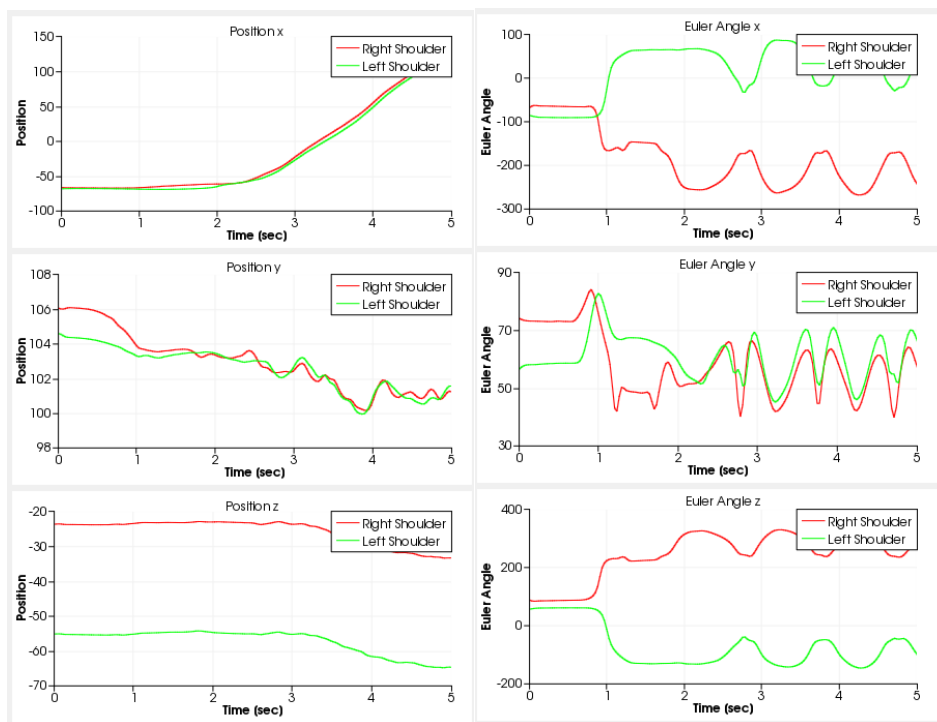 Position x
150
100
50
0
-50
-100
Position
Right Shoulder
Left Shoulder
0 1 2 3 4 5
Time (sec)
Euler Angle x
100
0
-100
-200
-300
Euler Angle
Right Shoulder
Left Shoulder
0 1 2 3 4 5
Time (sec)
Position y
108
106
104
102
100
98
Position
Right Shoulder
Left Shoulder
0 1 2 3 4 5
Time (sec)
Euler Angle y
90
70
50
30
Euler Angle
Right Shoulder
Left Shoulder
0 1 2 3 4 5
Time (sec)
Position z
-20
-30
-40
-50
-60
-70
Position
Right Shoulder
Left Shoulder
0 1 2 3 4 5
Time (sec)
Euler Angle z
400
200
0
-200
Euler Angle
Right Shoulder
Left Shoulder
0 1 2 3 4 5
Time (sec)